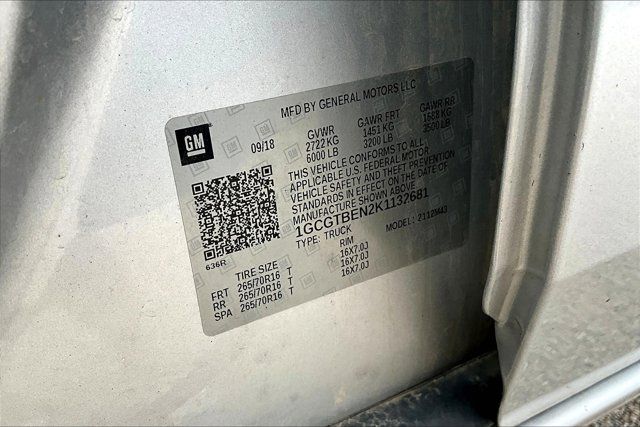 MFD BY GENERAL MOTORS LLC
GM
09/18
GVWR GAWR FRT GAWR RR
2722 KG 1451 KG 1588 KG
6000 LB 3200 LB 3500 LB
THIS VEHICLE CONFORMS TO ALL
APPLICABLE U.S. FEDERAL MOTOR
VEHICLE SAFETY AND THEFT PREVENTION
STANDARDS IN EFFECT ON THE DATE OF
MANUFACTURE SHOWN ABOVE.
1GCGTBEN2K1132681
TYPE: TRUCK MODEL: 2112M43
636R
TIRE SIZE RIM
FRT 265/70R16 T 16X7.0J
RR 265/70R16 T 16X7.0J
SPA 265/70R16 T 16X7.0J